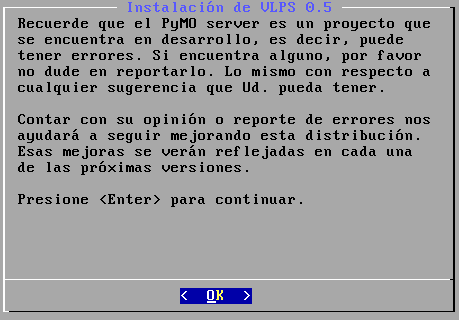 Instalación de VLPS 0.5
Recuerde que el PyMO server es un proyecto que
se encuentra en desarrollo, es decir, puede
tener errores. Si encuentra alguno, por favor
no dude en reportarlo. Lo mismo con respecto a
cualquier sugerencia que Ud. pueda tener.
Contar con su opinión o reporte de errores nos
ayudará a seguir mejorando esta distribución.
Esas mejoras se verán reflejadas en cada una
de las próximas versiones.
Presione <Enter> para continuar.
< OK >